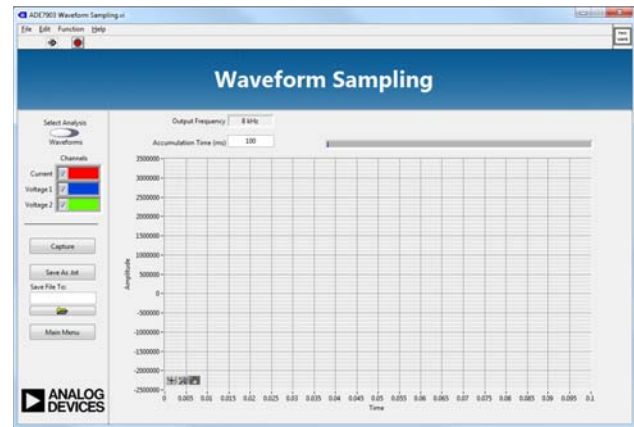 ADE7903 Waveform Sampling.vi
File Edit Function Help
Waveform Sampling
Select Analysis
Waveforms
Channels
Current
Voltage 1
Voltage 2
Capture
Save As .txt
Save File To:
Main Menu
ANALOG
DEVICES
Output Frequency 8 kHz
Accumulation Time (ms) 100
Amplitude
3500000
3000000
2500000
2000000
1500000
1000000
500000
0
-500000
-1000000
-1500000
-2000000
-2500000
0 0.005 0.01 0.015 0.02 0.025 0.03 0.035 0.04 0.045 0.05 0.055 0.06 0.065 0.07 0.075 0.08 0.085 0.09 0.095 0.1
Time